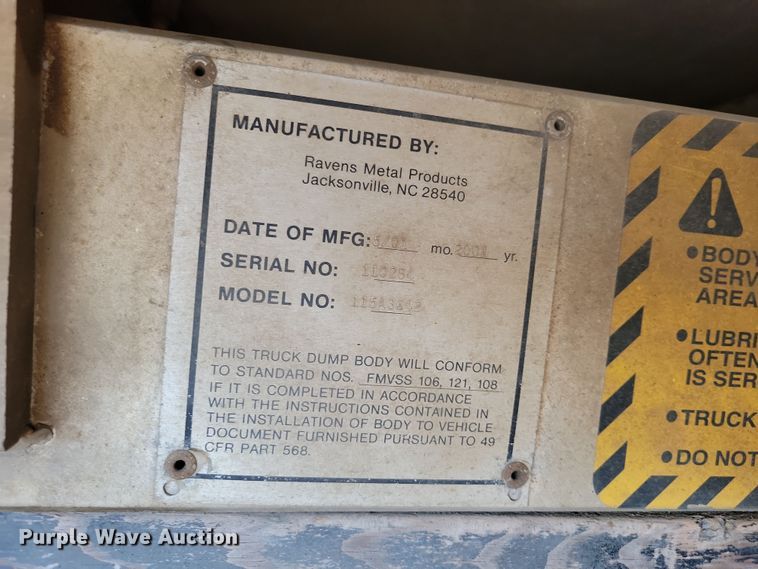 MANUFACTURED BY:
Ravens Metal Products
Jacksonville, NC 28540
DATE OF MFG: mo. yr.
SERIAL NO:
MODEL NO:
THIS TRUCK DUMP BODY WILL CONFORM
TO STANDARD NOS. FMVSS 106, 121, 108
IF IT IS COMPLETED IN ACCORDANCE
WITH THE INSTRUCTIONS CONTAINED IN
THE INSTALLATION OF BODY TO VEHICLE
DOCUMENT FURNISHED PURSUANT TO 49
CFR PART 568.
!
•BODY
SERV
AREA
•LUBRI
OFTEN
IS SER
•TRUCK
•DO NOT
Purple Wave Auction